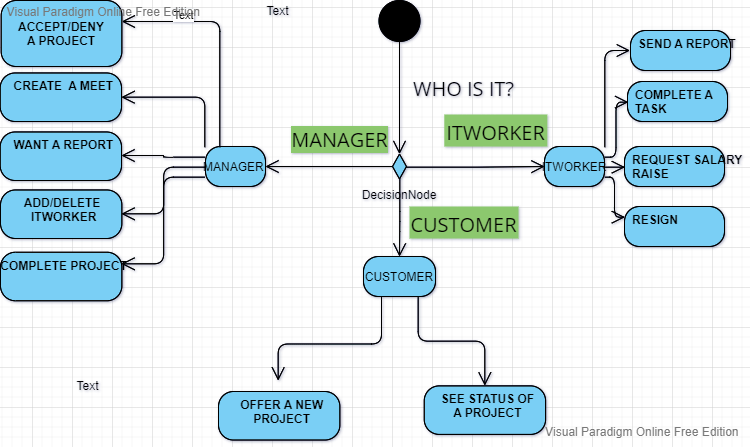 Visual Paradigm Online Free Edition
Text
Text
ACCEPT/DENY
A PROJECT
SEND A REPORT
CREATE A MEET
WHO IS IT?
COMPLETE A
TASK
MANAGER
ITWORKER
WANT A REPORT
MANAGER
ITWORKER
REQUEST SALARY
RAISE
DecisionNode
ADD/DELETE
ITWORKER
CUSTOMER
RESIGN
COMPLETE PROJECT
CUSTOMER
Text
OFFER A NEW
PROJECT
SEE STATUS OF
A PROJECT
Visual Paradigm Online Free Edition